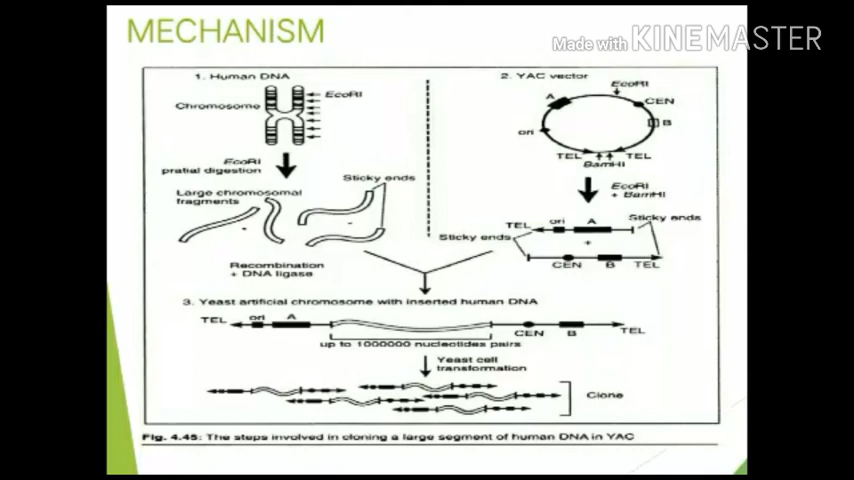 MECHANISM
Made with KINEMASTER
1. Human DNA
EcoRI
Chromosome
EcoRI
pratial digestion
Large chromosomal
fragments
Sticky ends
2. YAC vector
EcoRI
A
CEN
B
ori
TEL
TEL
BamHI
EcoRI
+ BamHI
TEL
ori
A
Sticky ends
+
Sticky ends
CEN
B
TEL
Recombination
+ DNA ligase
3. Yeast artificial chromosome with inserted human DNA
TEL
ori
A
CEN
B
TEL
up to 1000000 nucleotides pairs
Yeast cell
transformation
Clone
Fig. 4.45: The steps involved in cloning a large segment of human DNA in YAC